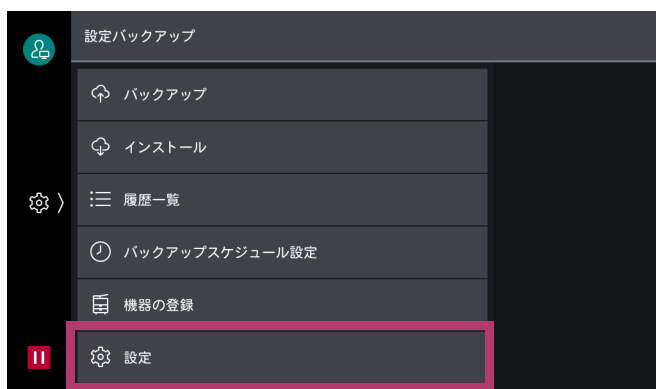 設定バックアップ
バックアップ
インストール
履歴一覧
バックアップスケジュール設定
機器の登録
設定